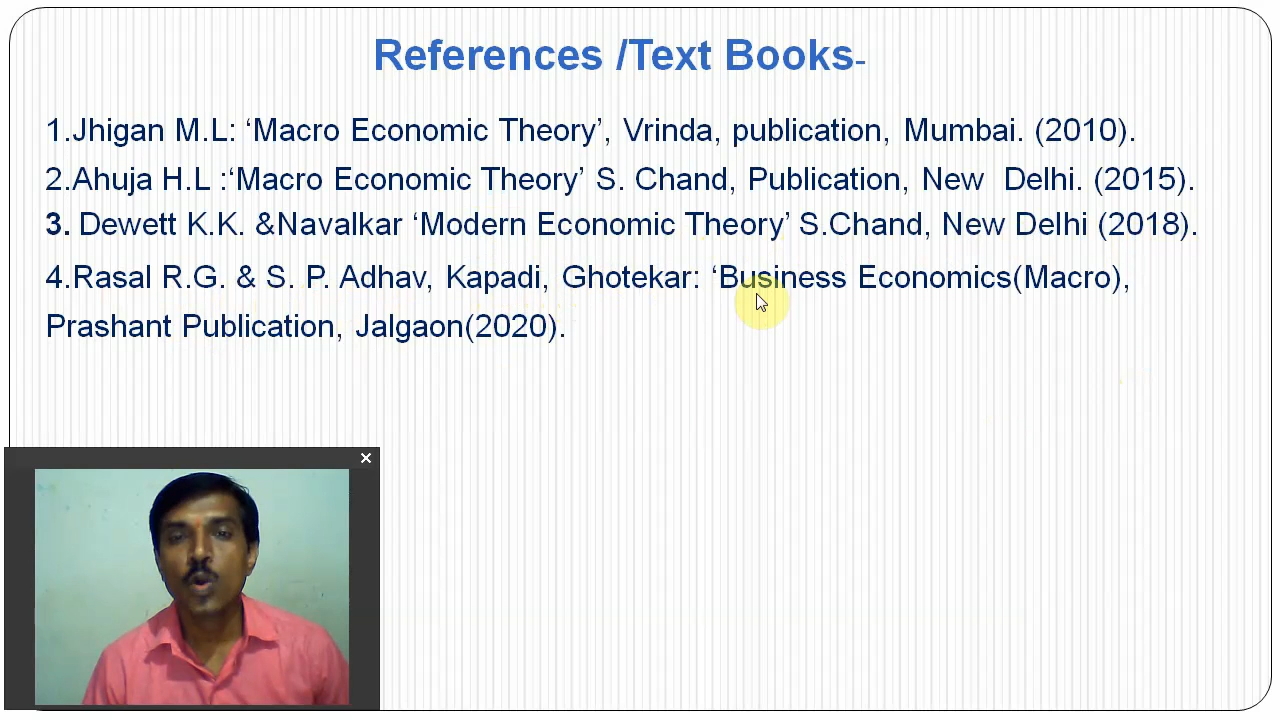 References /Text Books-
1.Jhigan M.L: ‘Macro Economic Theory’, Vrinda, publication, Mumbai. (2010).
2.Ahuja H.L :‘Macro Economic Theory’ S. Chand, Publication, New  Delhi. (2015).
3. Dewett K.K. &Navalkar ‘Modern Economic Theory’ S.Chand, New Delhi (2018).
4.Rasal R.G. & S. P. Adhav, Kapadi, Ghotekar: ‘Business Economics(Macro),
Prashant Publication, Jalgaon(2020).